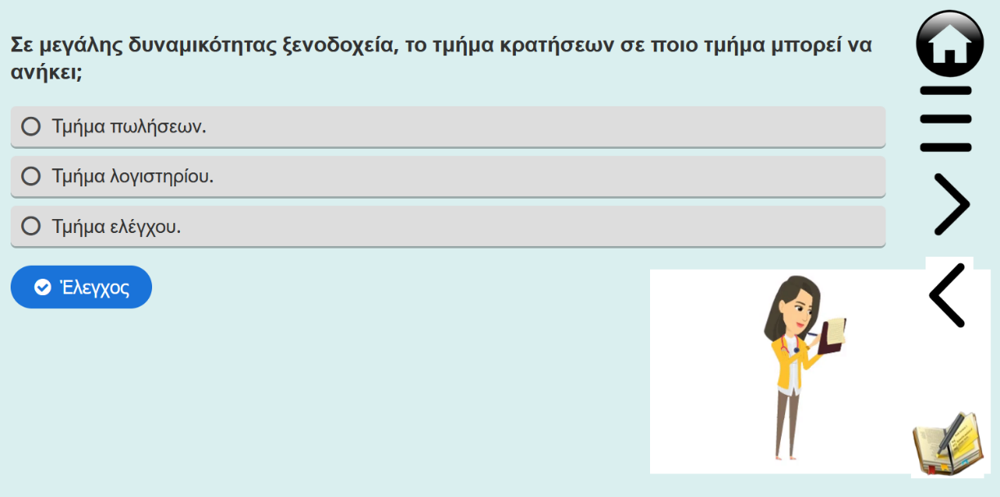 Σε μεγάλης δυναμικότητας ξενοδοχεία, το τμήμα κρατήσεων σε ποιο τμήμα μπορεί να
ανήκει;
Τμήμα πωλήσεων.
Τμήμα λογιστηρίου.
Τμήμα ελέγχου.
Έλεγχος